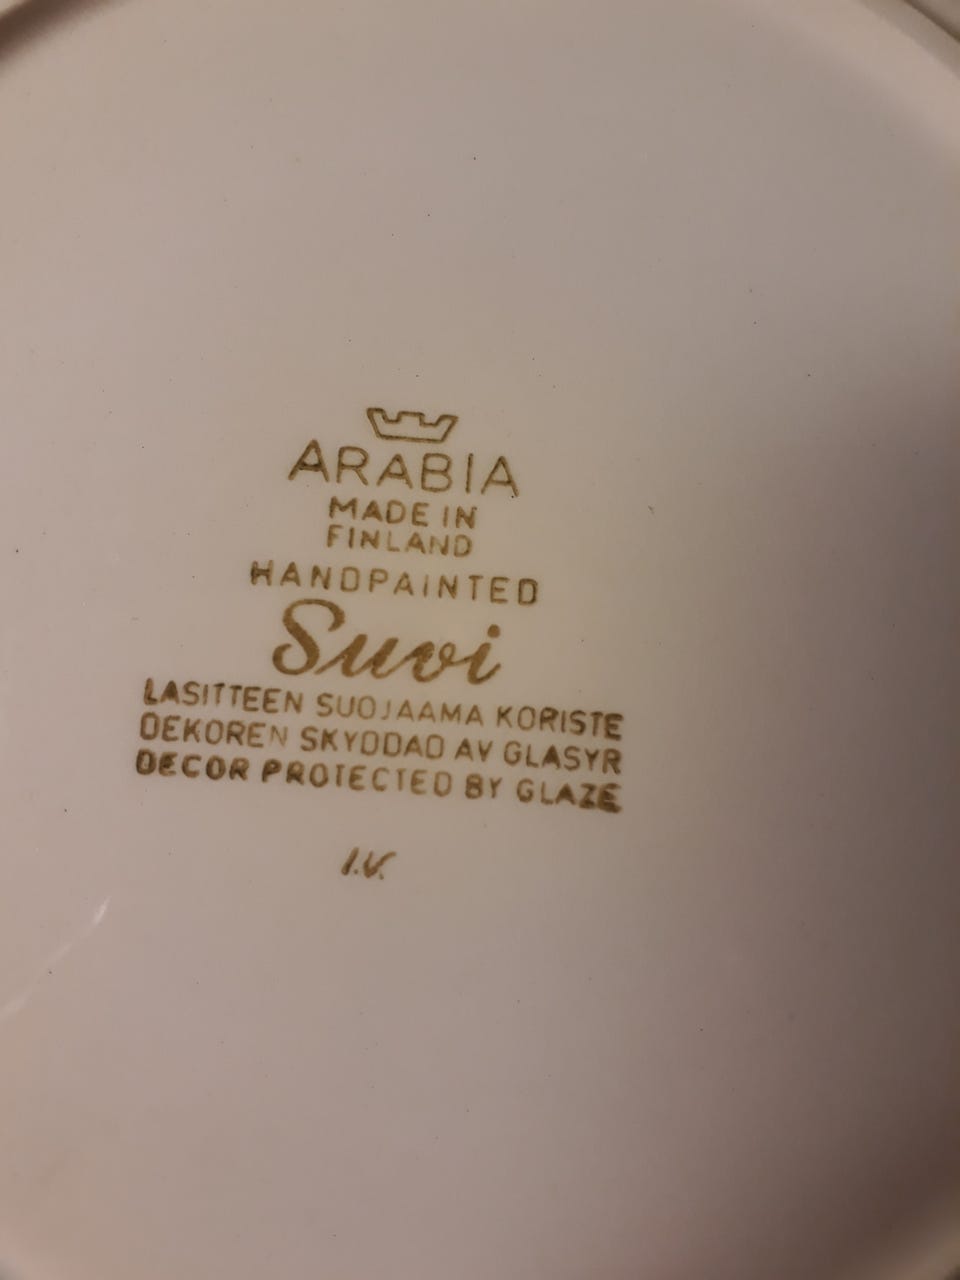 ARABIA
MADE IN
FINLAND
HANDPAINTED
Suvi
LASITTEEN SUOJAAMA KORISTE
DEKOREN SKYDDAD AV GLASYR
DECOR PROTECTED BY GLAZE
I.V.